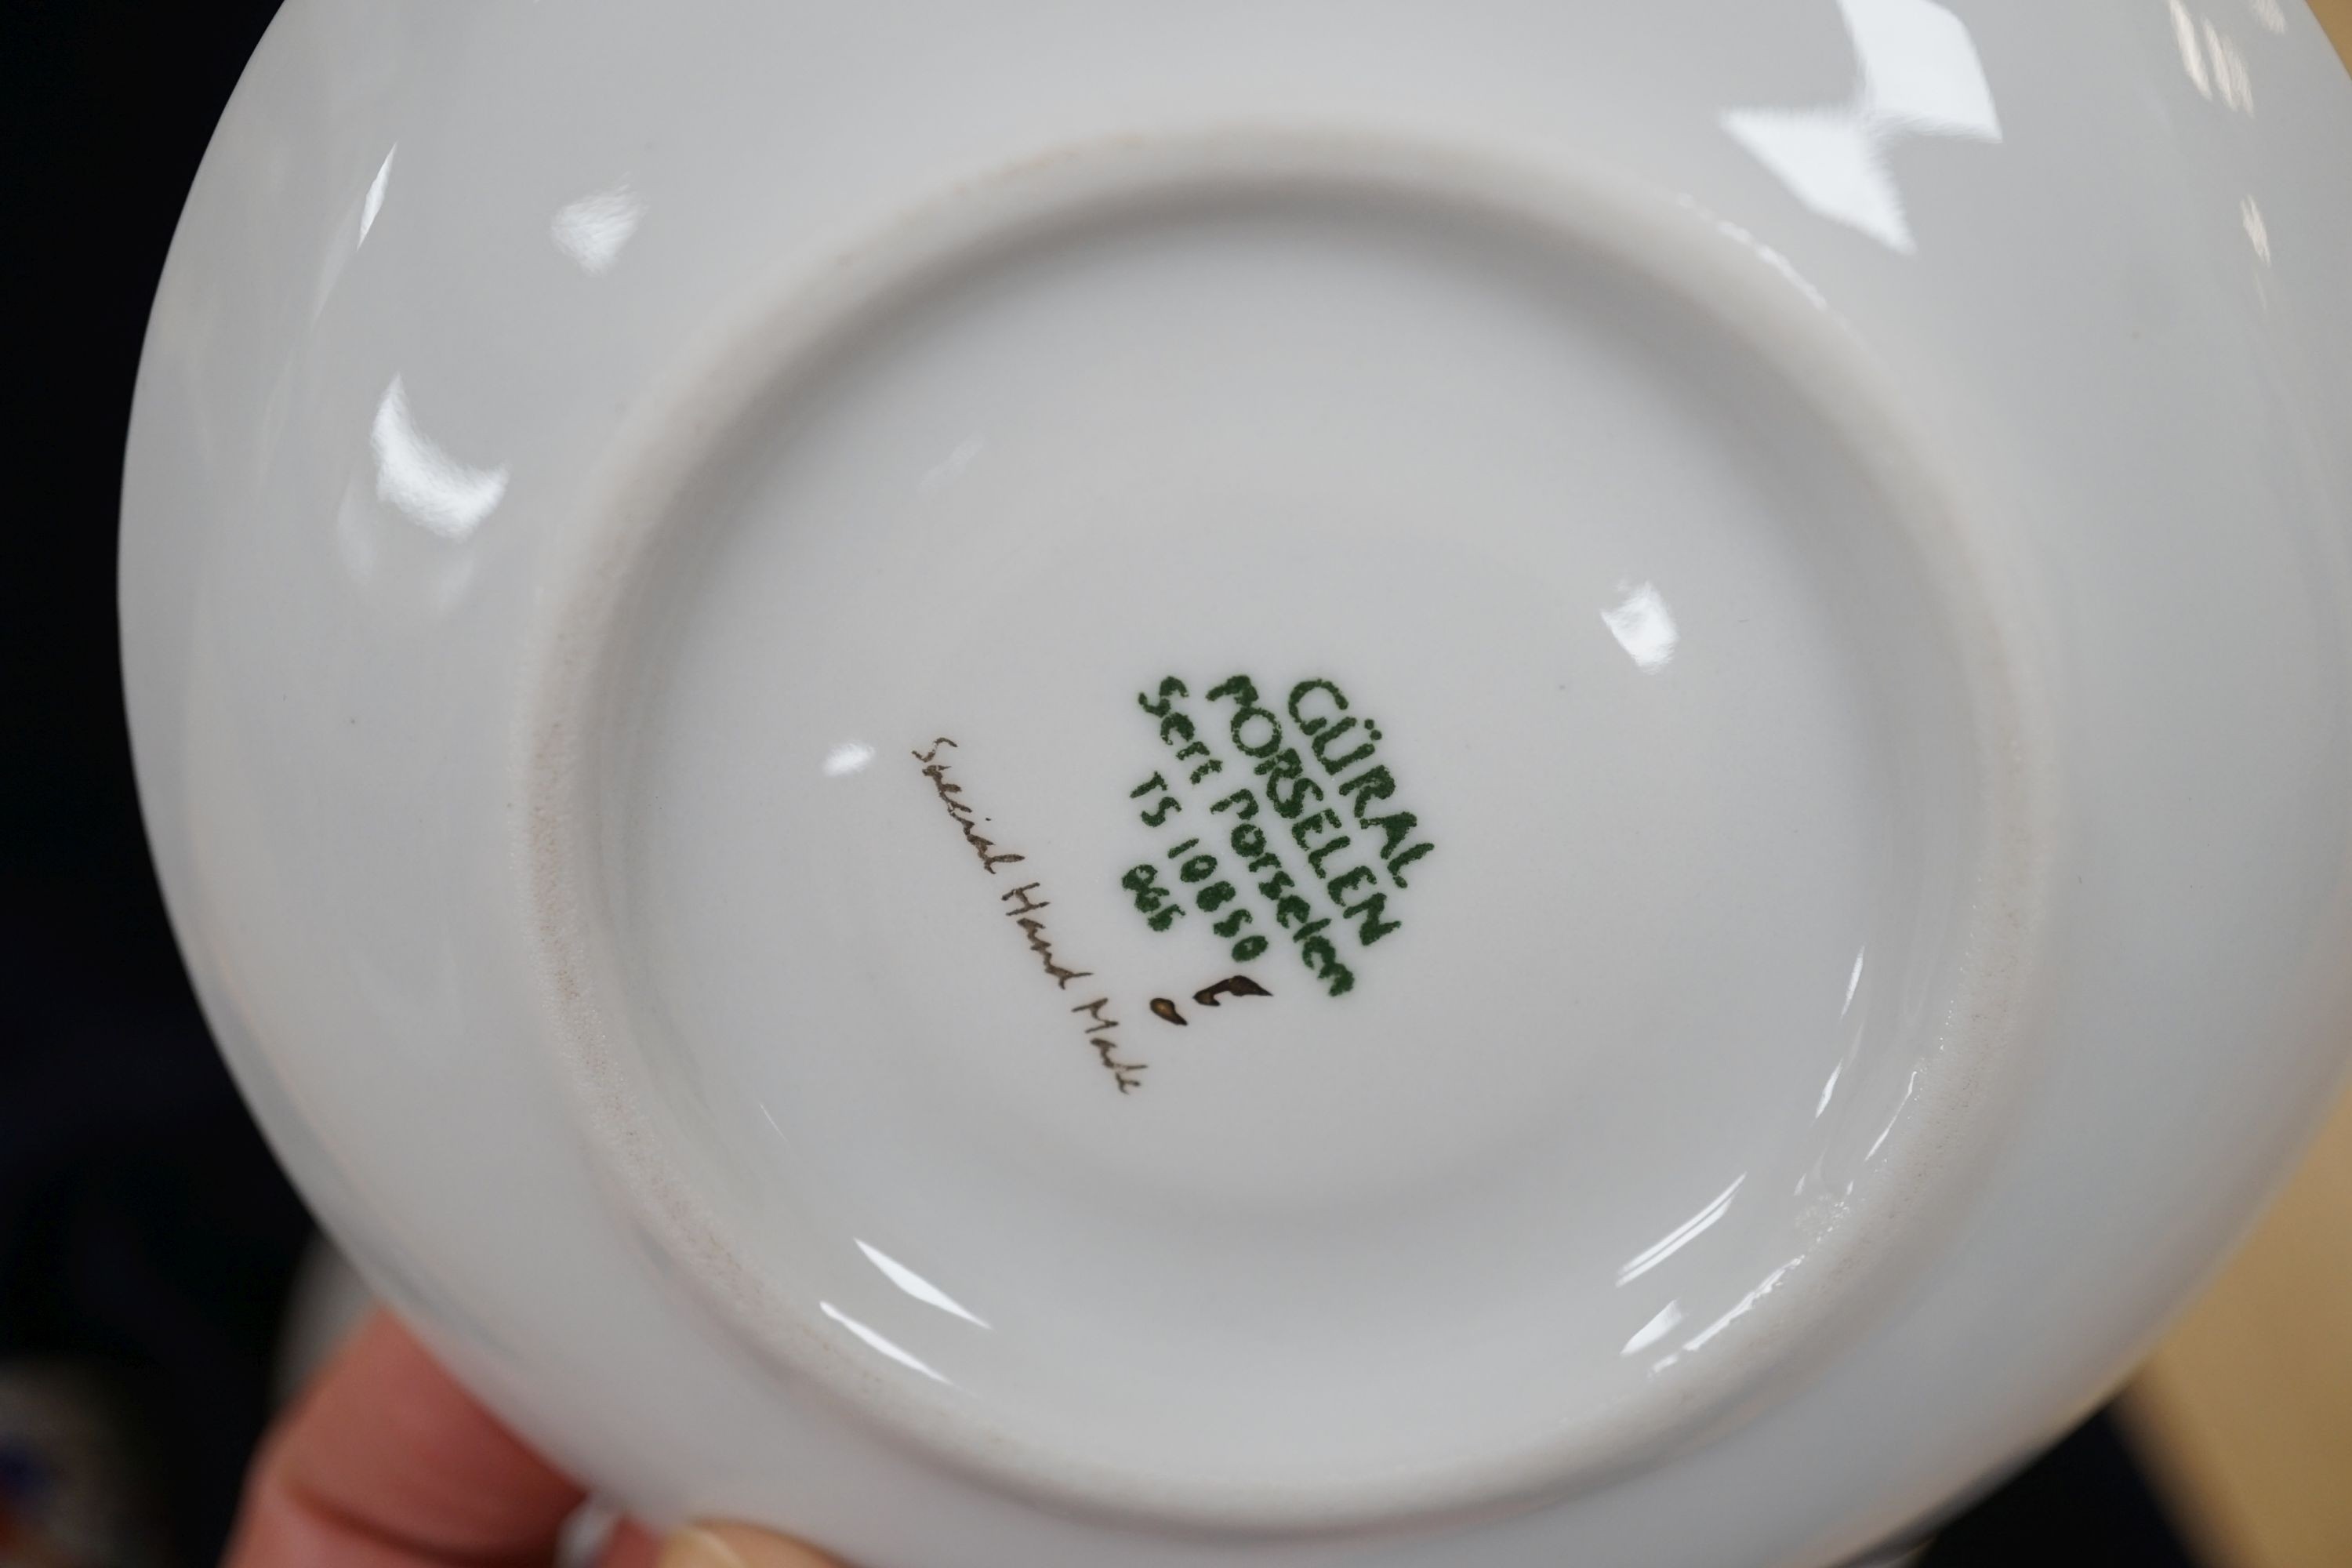 GÜRAL
PORSELEN
Sert Porselen
TS 10850
Special Hand Made